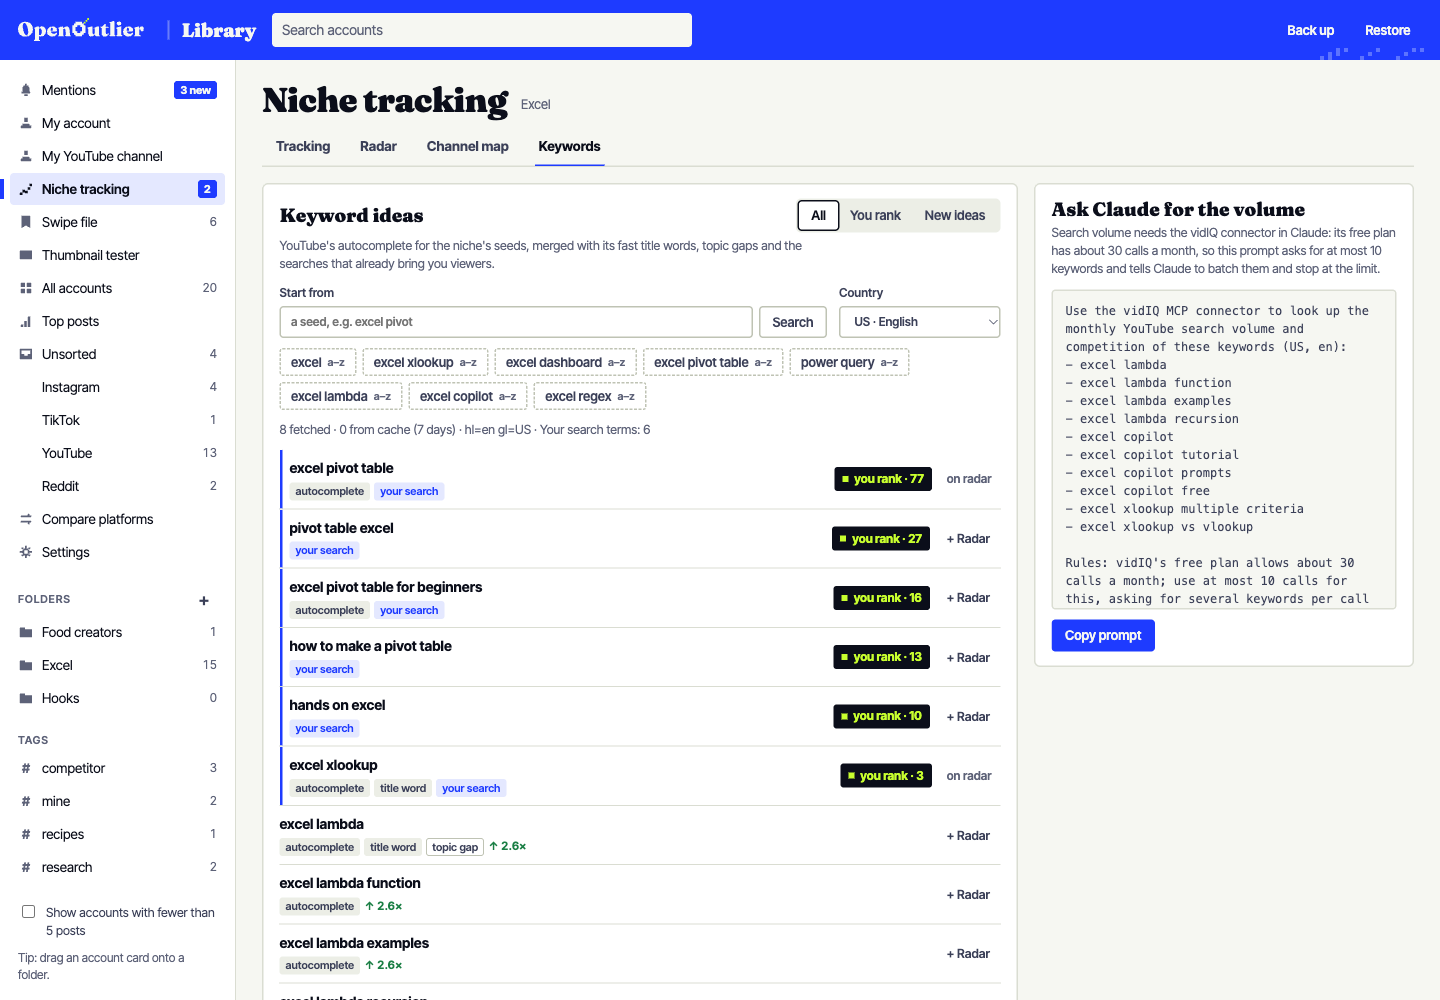 OpenOutlier
Library
Search accounts
Back up
Restore
Mentions
3 new
My account
My YouTube channel
Niche tracking
2
Swipe file
6
Thumbnail tester
All accounts
20
Top posts
Unsorted
4
Instagram
4
TikTok
1
YouTube
13
Reddit
2
Compare platforms
Settings
FOLDERS
+
Food creators
1
Excel
15
Hooks
0
TAGS
# competitor
3
# mine
2
# recipes
1
# research
2
Show accounts with fewer than
5 posts
Tip: drag an account card onto a
folder.
Niche tracking
Excel
Tracking
Radar
Channel map
Keywords
Keyword ideas
All
You rank
New ideas
YouTube's autocomplete for the niche's seeds, merged with its fast title words, topic gaps and the
searches that already bring you viewers.
Start from
Country
a seed, e.g. excel pivot
Search
US · English
excel a–z
excel xlookup a–z
excel dashboard a–z
excel pivot table a–z
power query a–z
excel lambda a–z
excel copilot a–z
excel regex a–z
8 fetched · 0 from cache (7 days) · hl=en gl=US · Your search terms: 6
excel pivot table
autocomplete
your search
you rank · 77
on radar
pivot table excel
your search
you rank · 27
+ Radar
excel pivot table for beginners
autocomplete
your search
you rank · 16
+ Radar
how to make a pivot table
your search
you rank · 13
+ Radar
hands on excel
your search
you rank · 10
+ Radar
excel xlookup
autocomplete
title word
your search
you rank · 3
on radar
excel lambda
autocomplete
title word
topic gap
↑ 2.6×
+ Radar
excel lambda function
autocomplete
↑ 2.6×
+ Radar
excel lambda examples
autocomplete
↑ 2.6×
+ Radar
excel lambda recursion
Ask Claude for the volume
Search volume needs the vidIQ connector in Claude: its free plan
has about 30 calls a month, so this prompt asks for at most 10
keywords and tells Claude to batch them and stop at the limit.
Use the vidIQ MCP connector to look up the
monthly YouTube search volume and
competition of these keywords (US, en):
– excel lambda
– excel lambda function
– excel lambda examples
– excel lambda recursion
– excel copilot
– excel copilot tutorial
– excel copilot prompts
– excel copilot free
– excel xlookup multiple criteria
– excel xlookup vs vlookup
Rules: vidIQ's free plan allows about 30
calls a month; use at most 10 calls for
this, asking for several keywords per call
Copy prompt